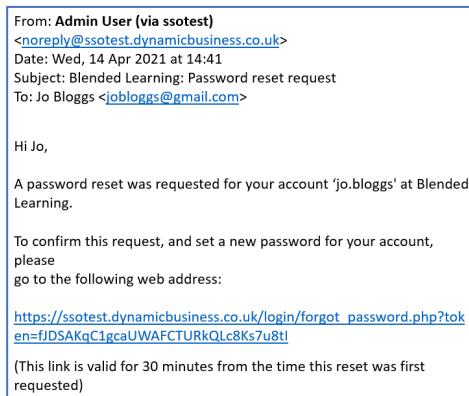 From: Admin User (via ssotest)
<noreply@ssotest.dynamicbusiness.co.uk>
Date: Wed, 14 Apr 2021 at 14:41
Subject: Blended Learning: Password reset request
To: Jo Bloggs <jobloggs@gmail.com>
Hi Jo,
A password reset was requested for your account ‘jo.bloggs' at Blended
Learning.
To confirm this request, and set a new password for your account,
please
go to the following web address:
https://ssotest.dynamicbusiness.co.uk/login/forgot_password.php?tok
en=fJDSAKqC1gcaUWAFCTURkQLc8Ks7u8tI
(This link is valid for 30 minutes from the time this reset was first
requested)